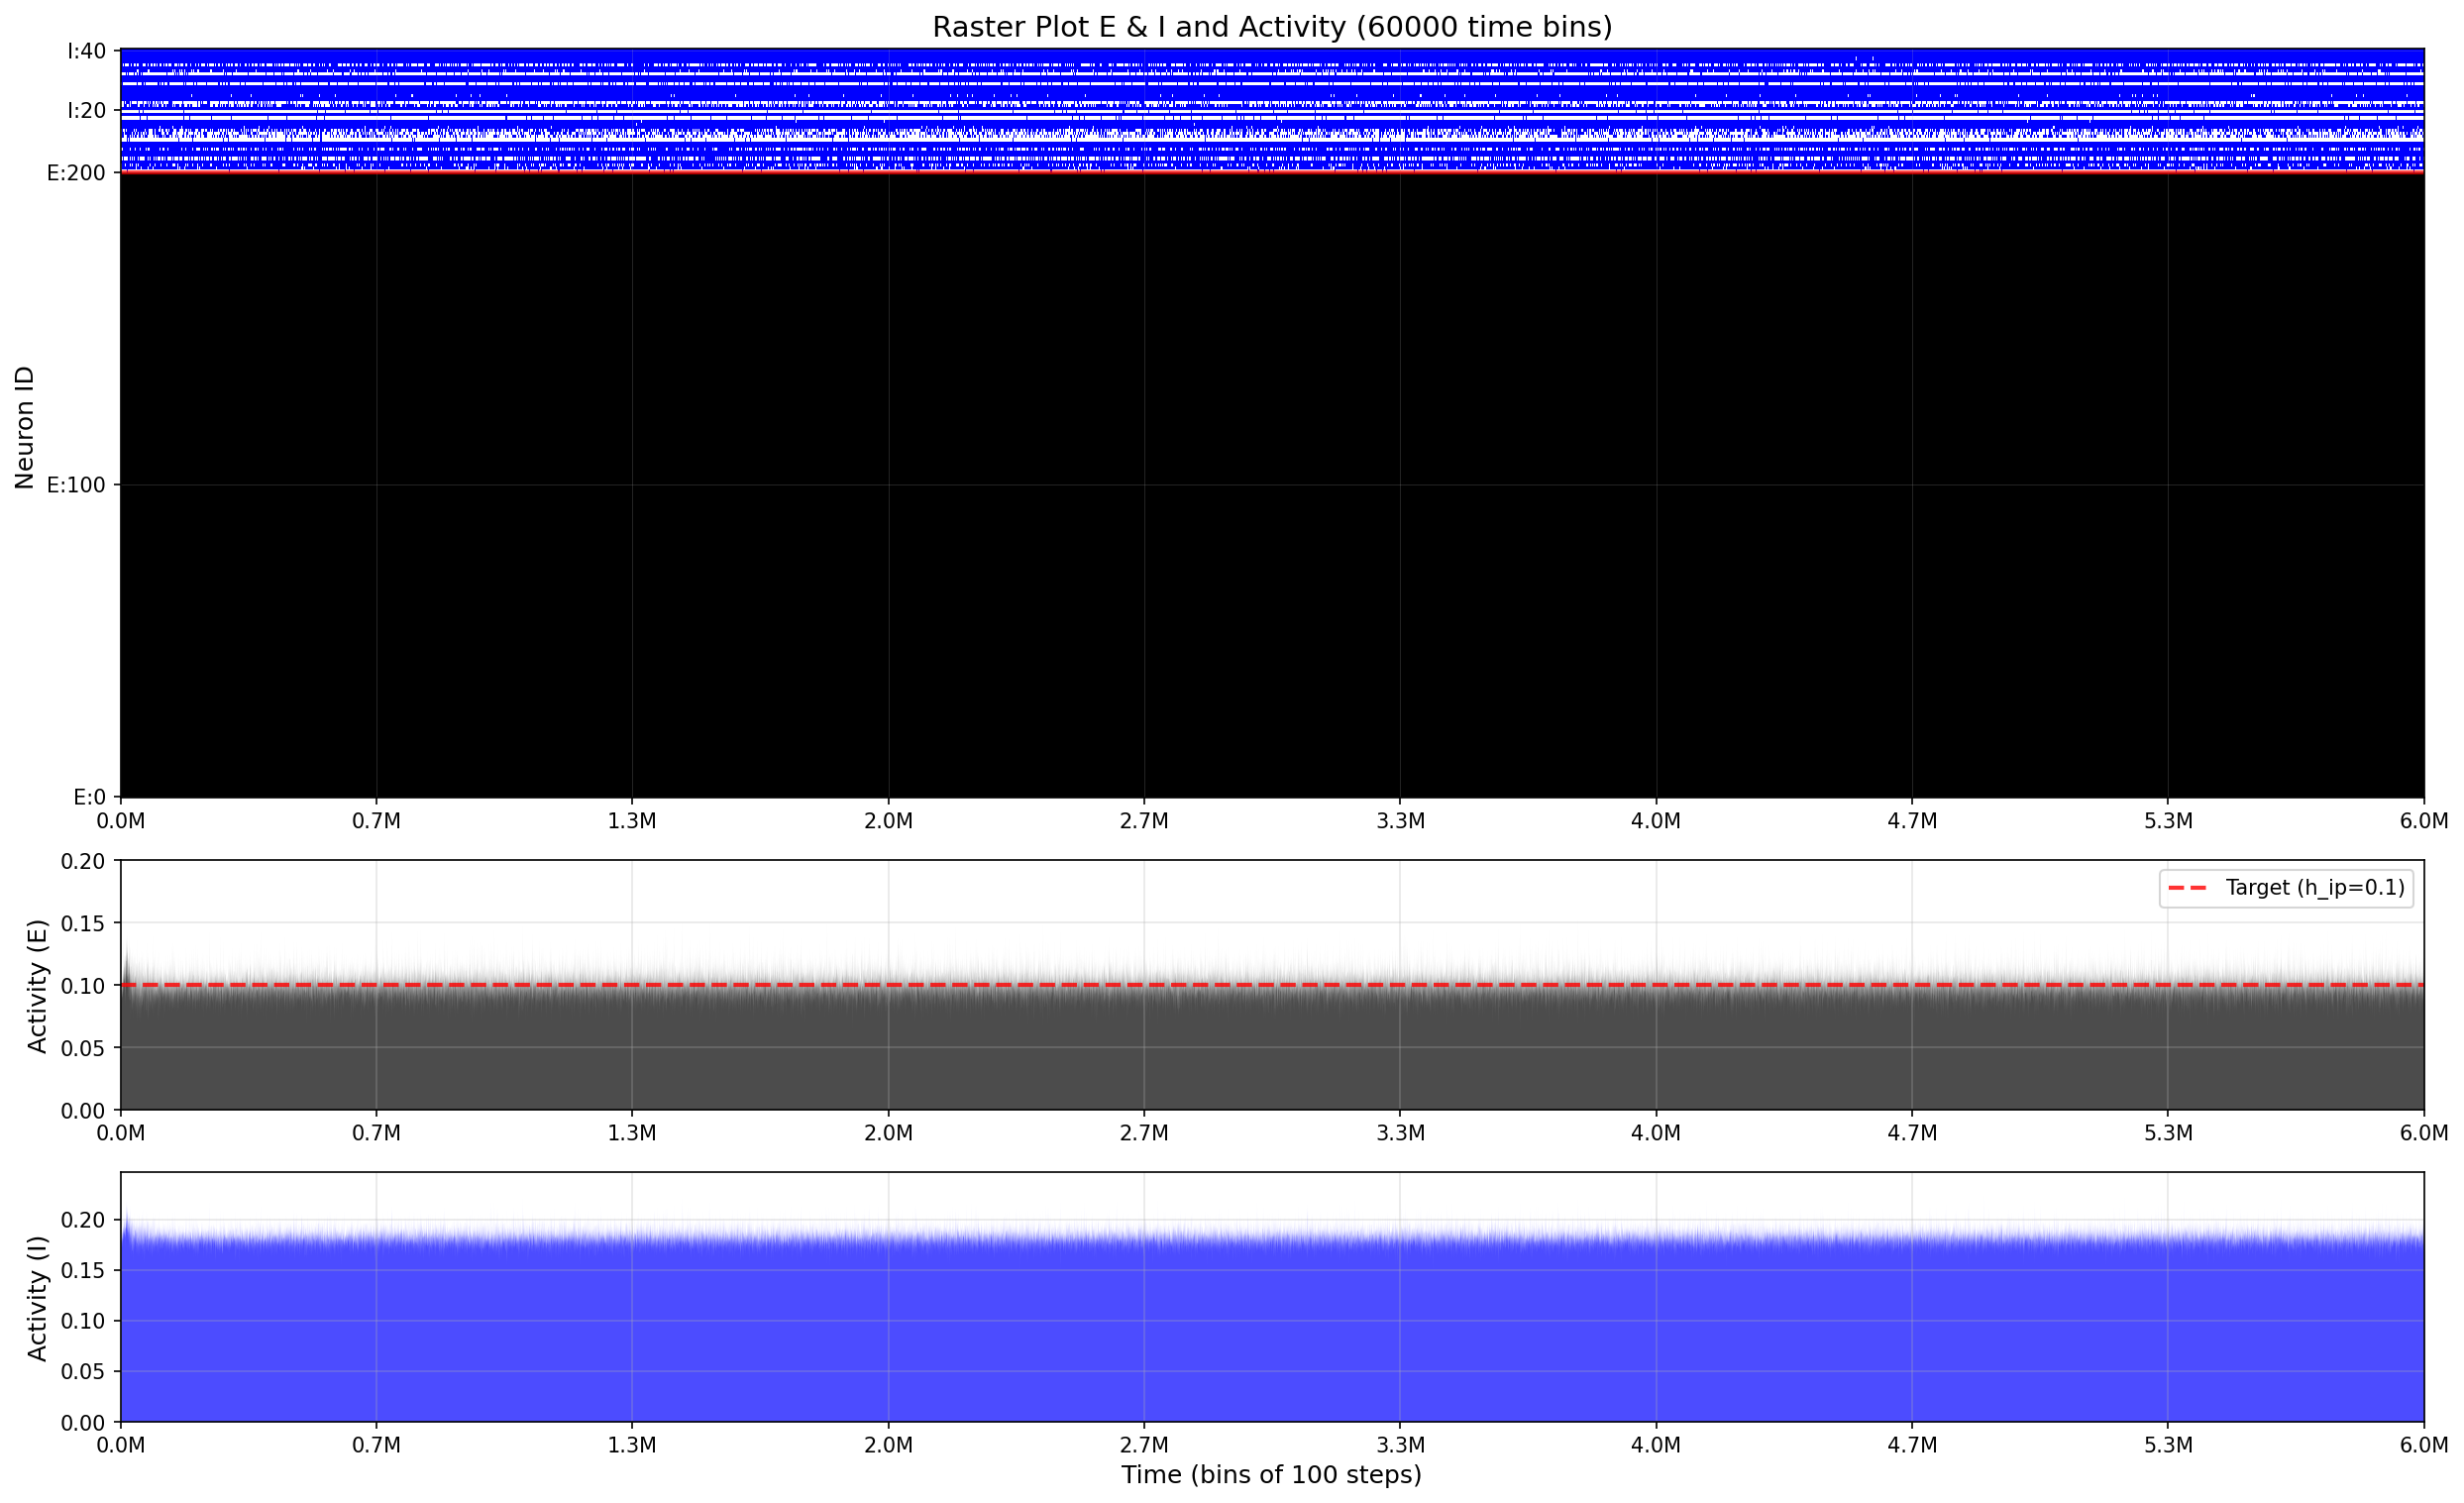 Raster Plot E & I and Activity (60000 time bins)
Neuron ID
I:40
I:20
E:200
E:100
E:0
0.0M 0.7M 1.3M 2.0M 2.7M 3.3M 4.0M 4.7M 5.3M 6.0M
Activity (E)
0.20
0.15
0.10
0.05
0.00
Target (h_ip=0.1)
0.0M 0.7M 1.3M 2.0M 2.7M 3.3M 4.0M 4.7M 5.3M 6.0M
Activity (I)
0.20
0.15
0.10
0.05
0.00
0.0M 0.7M 1.3M 2.0M 2.7M 3.3M 4.0M 4.7M 5.3M 6.0M
Time (bins of 100 steps)